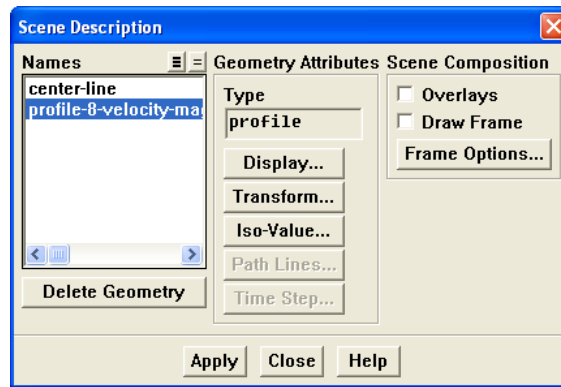 Scene Description
Names
Geometry Attributes
Scene Composition
center-line
profile-8-velocity-ma
Type
profile
Overlays
Draw Frame
Frame Options...
Display...
Transform...
Iso-Value...
Path Lines...
Time Step...
Delete Geometry
Apply
Close
Help